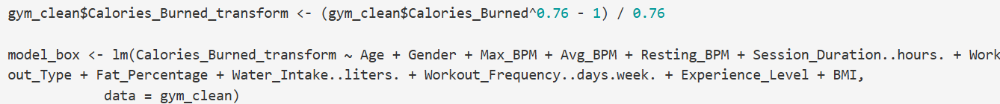 gym_clean$Calories_Burned_transform <- (gym_clean$Calories_Burned^0.76 - 1) / 0.76
model_box <- lm(Calories_Burned_transform ~ Age + Gender + Max_BPM + Avg_BPM + Resting_BPM + Session_Duration..hours. + Work
out_Type + Fat_Percentage + Water_Intake..liters. + Workout_Frequency..days.week. + Experience_Level + BMI,
data = gym_clean)